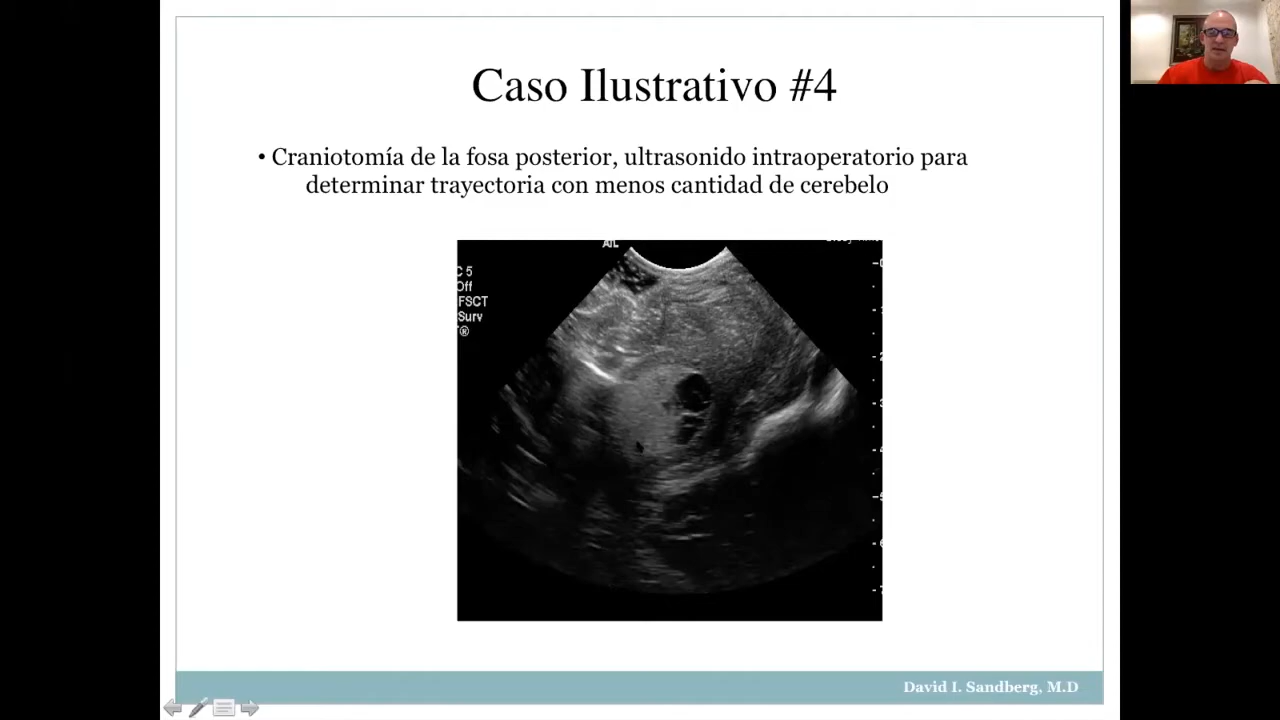 Caso Ilustrativo #4
• Craniotomía de la fosa posterior, ultrasonido intraoperatorio para
determinar trayectoria con menos cantidad de cerebelo
ATL
C 5
Off
FSCT
Surv
®
David I. Sandberg, M.D